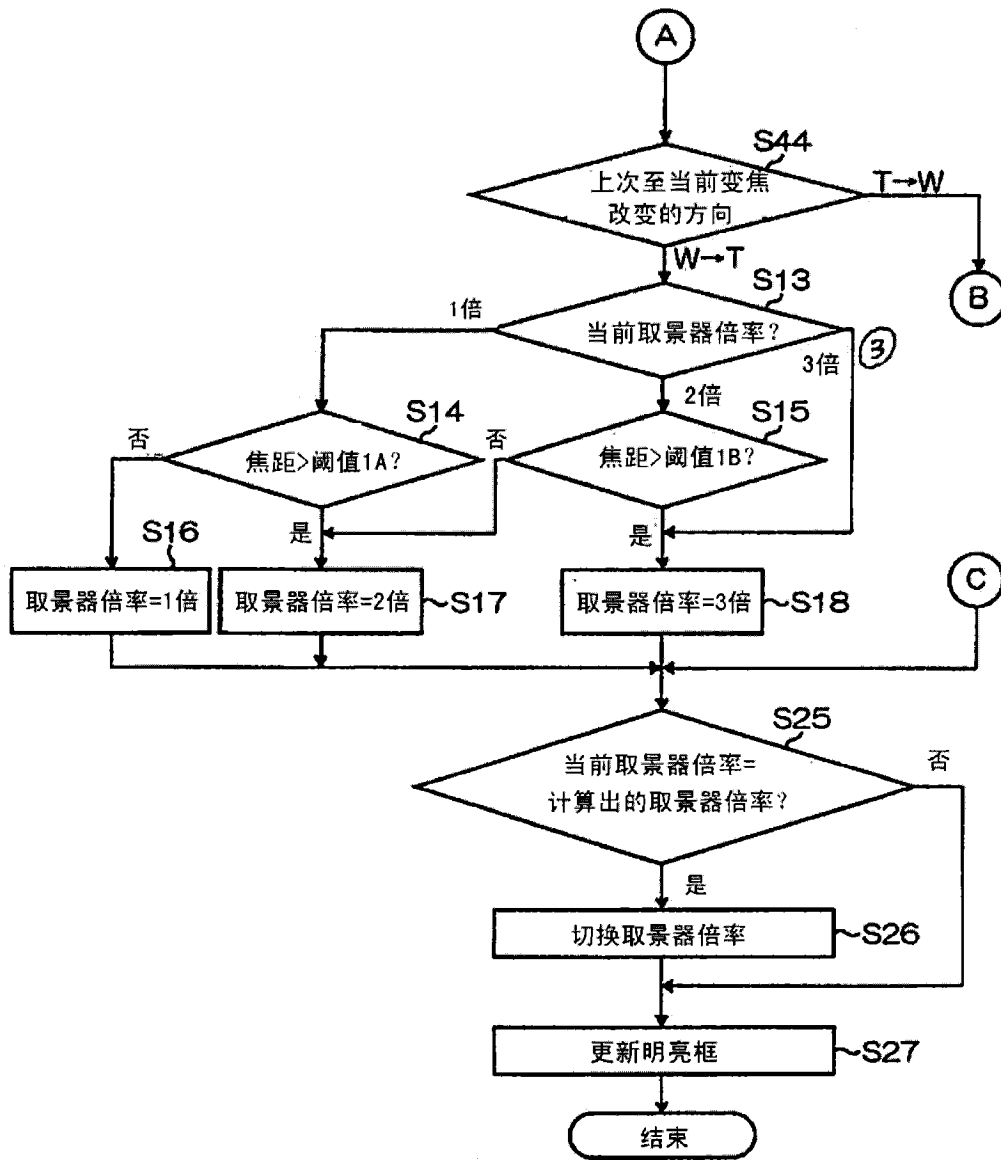 A
S44
上次至当前变焦
改变的方向
T→W
W→T
B
S13
1倍
当前取景器倍率?
3倍
③
2倍
S14
S15
否
焦距>阈值1A?
否
焦距>阈值1B?
S16
是
是
C
取景器倍率=1倍
取景器倍率=2倍
S17
取景器倍率=3倍
S18
S25
当前取景器倍率=
计算出的取景器倍率?
否
是
切换取景器倍率
S26
更新明亮框
S27
结束